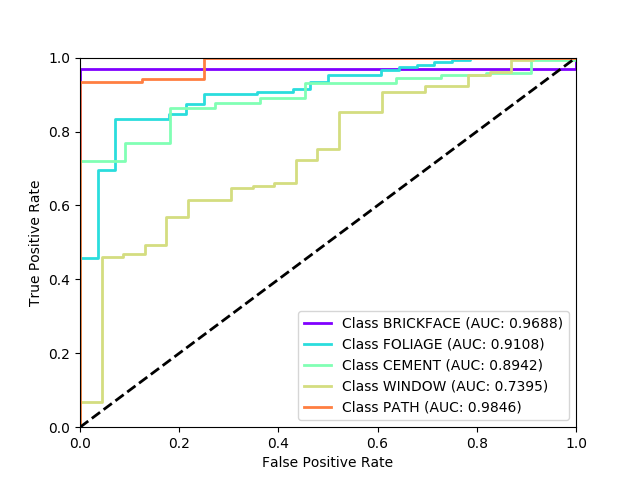 1.0
0.8
0.6
0.4
0.2
0.0
True Positive Rate
0.0 0.2 0.4 0.6 0.8 1.0
False Positive Rate
Class BRICKFACE (AUC: 0.9688)
Class FOLIAGE (AUC: 0.9108)
Class CEMENT (AUC: 0.8942)
Class WINDOW (AUC: 0.7395)
Class PATH (AUC: 0.9846)